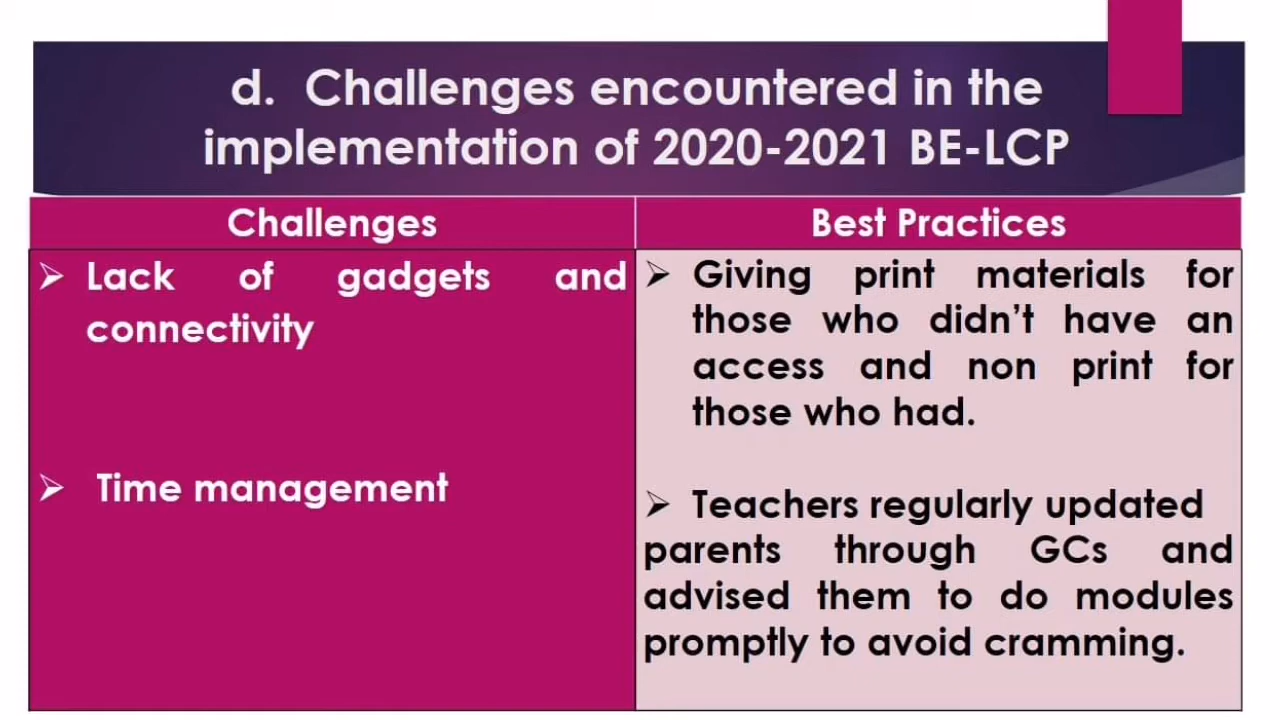 d. Challenges encountered in the
implementation of 2020-2021 BE-LCP
Challenges
Best Practices
➢ Lack of gadgets and
connectivity
➢ Time management
➢ Giving print materials for
those who didn't have an
access and non print for
those who had.
➢ Teachers regularly updated
parents through GCs and
advised them to do modules
promptly to avoid cramming.